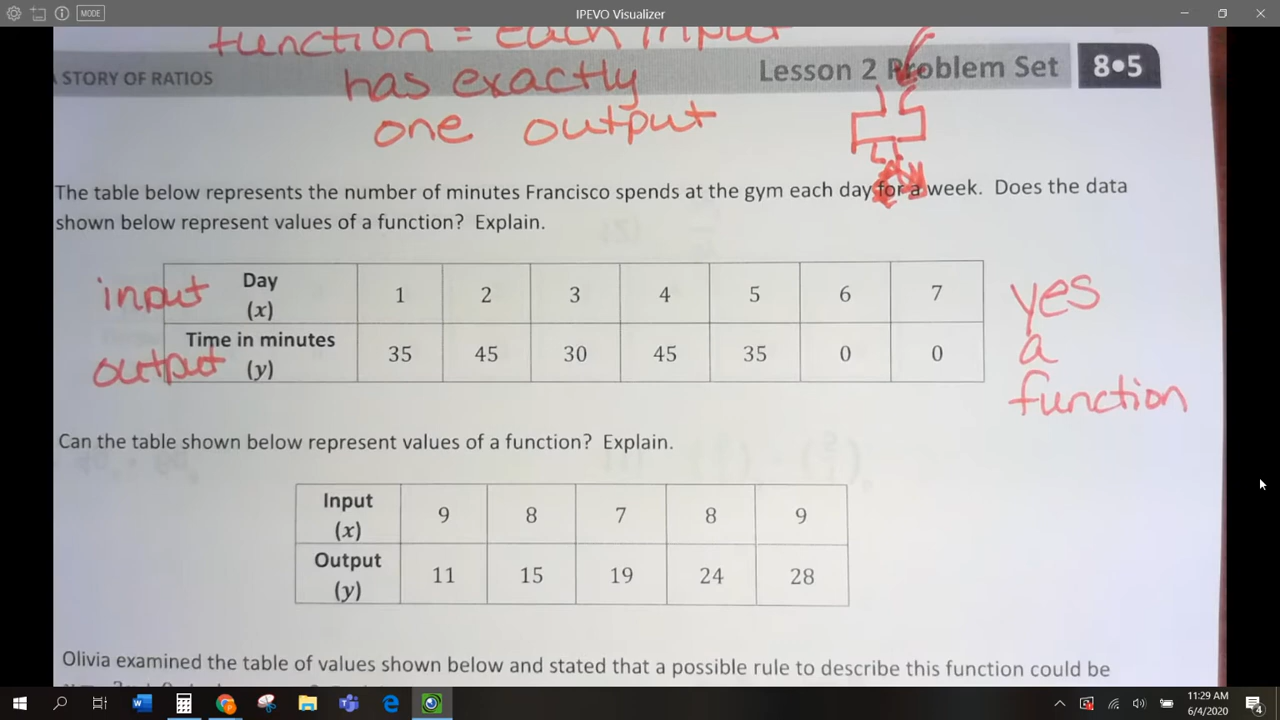 MODE
IPEVO Visualizer
function = each input
has exactly
one output
A STORY OF RATIOS
Lesson 2 Problem Set
8•5
The table below represents the number of minutes Francisco spends at the gym each day for a week. Does the data
shown below represent values of a function? Explain.
input
Day
(x)
1 2 3 4 5 6 7
output
Time in minutes
(y)
35 45 30 45 35 0 0
yes
a
function
Can the table shown below represent values of a function? Explain.
Input
(x)
9 8 7 8 9
Output
(y)
11 15 19 24 28
Olivia examined the table of values shown below and stated that a possible rule to describe this function could be
11:29 AM
6/4/2020
4